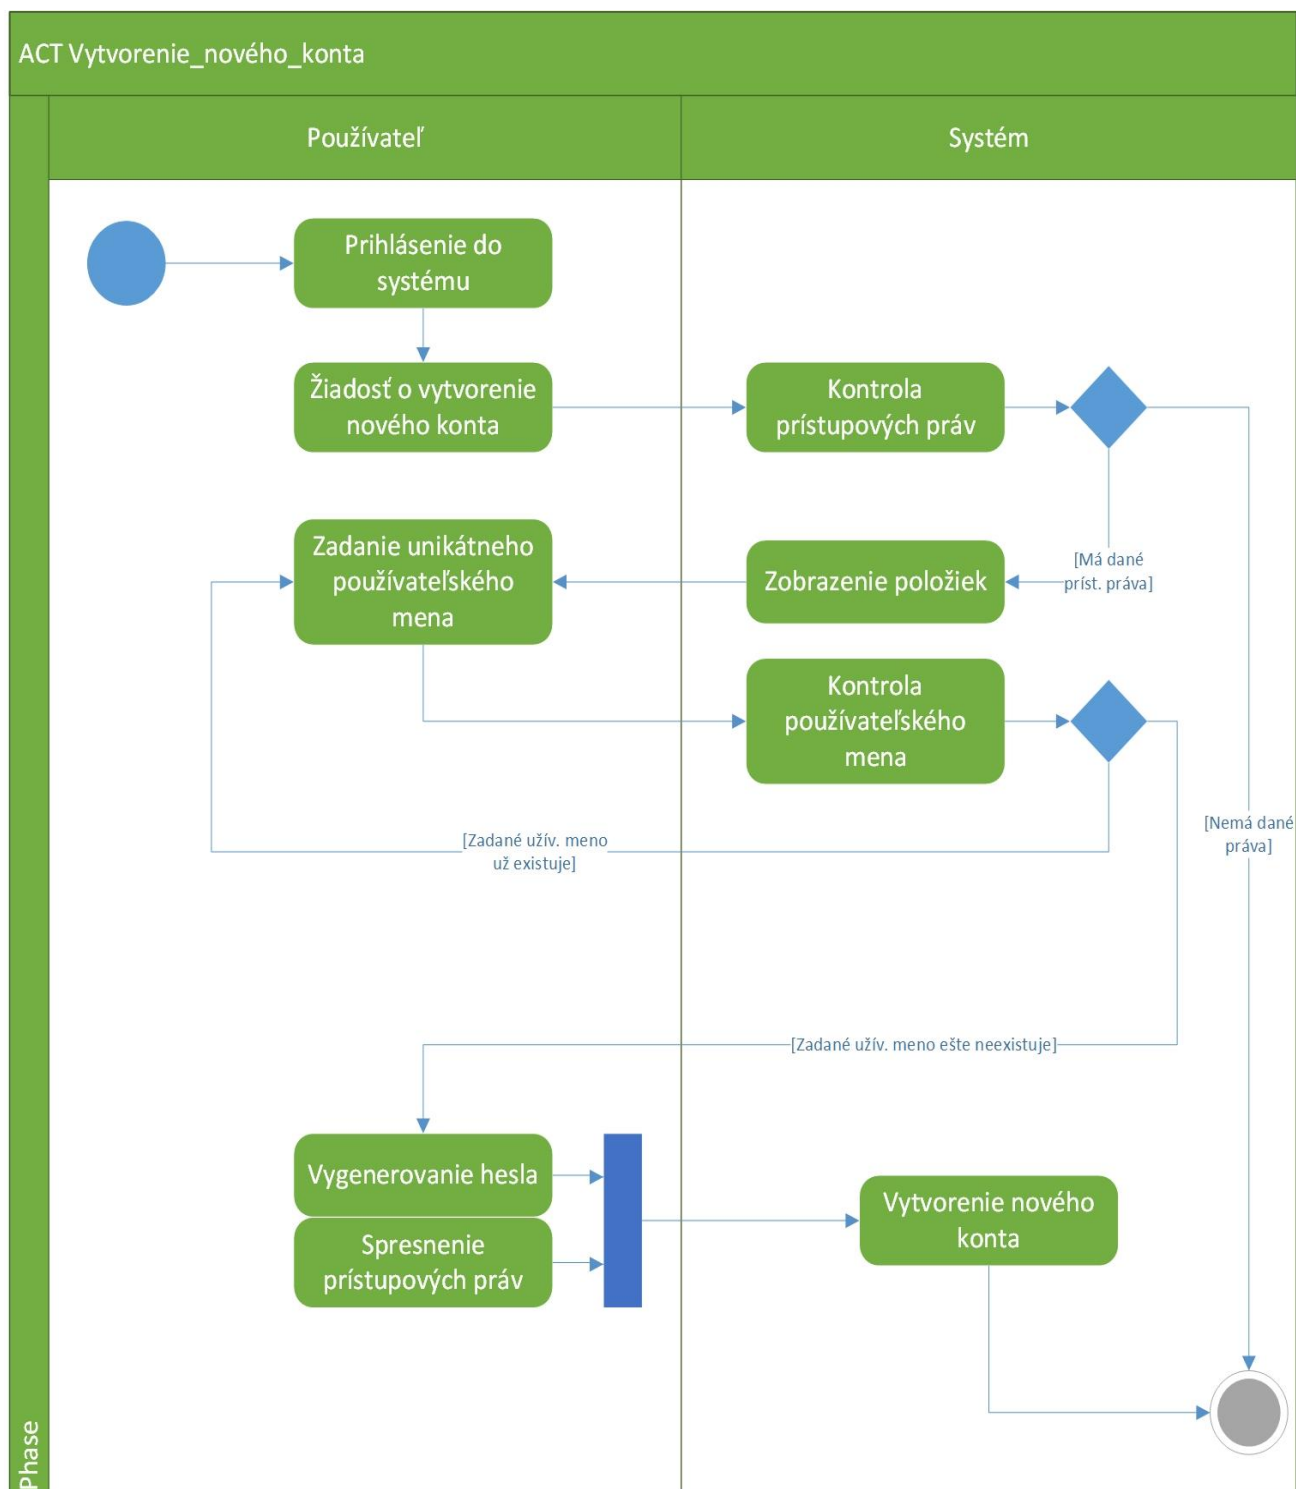 ACT Vytvorenie_nového_konta
Používateľ
Systém
Prihlásenie do
systému
Žiadosť o vytvorenie
nového konta
Kontrola
prístupových práv
Zadanie unikátneho
používateľského
mena
Zobrazenie položiek
[Má dané
príst. práva]
Kontrola
používateľského
mena
[Zadané užív. meno
už existuje]
[Nemá dané
práva]
[Zadané užív. meno ešte neexistuje]
Vygenerovanie hesla
Spresnenie
prístupových práv
Vytvorenie nového
konta
Phase